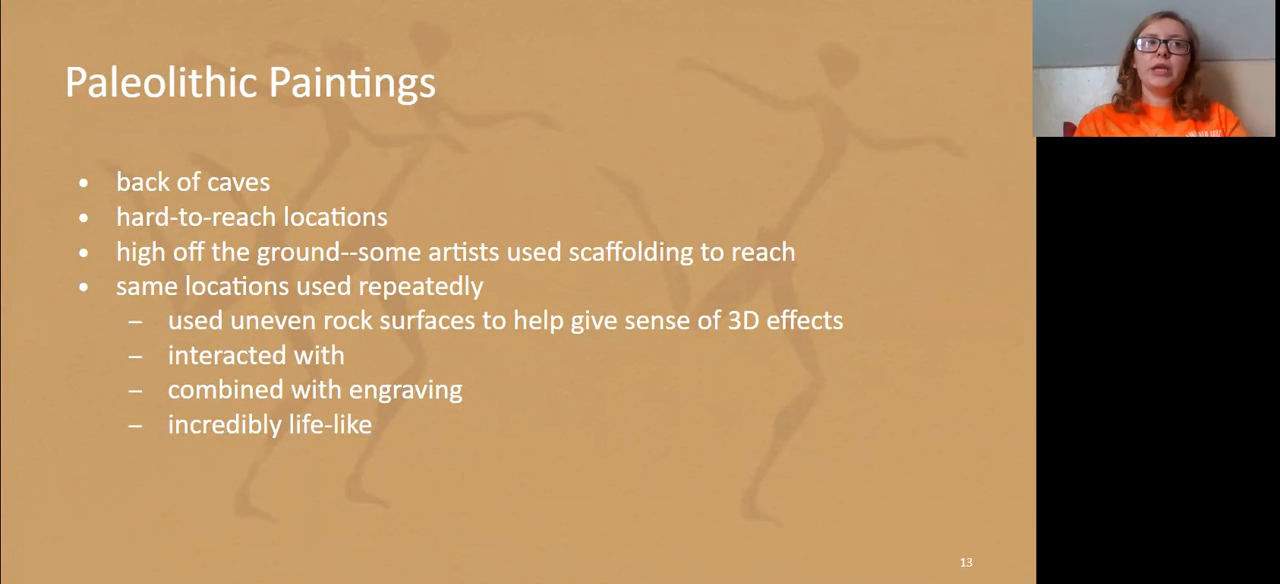 Paleolithic Paintings
• back of caves
• hard-to-reach locations
• high off the ground--some artists used scaffolding to reach
• same locations used repeatedly
– used uneven rock surfaces to help give sense of 3D effects
– interacted with
– combined with engraving
– incredibly life-like
13